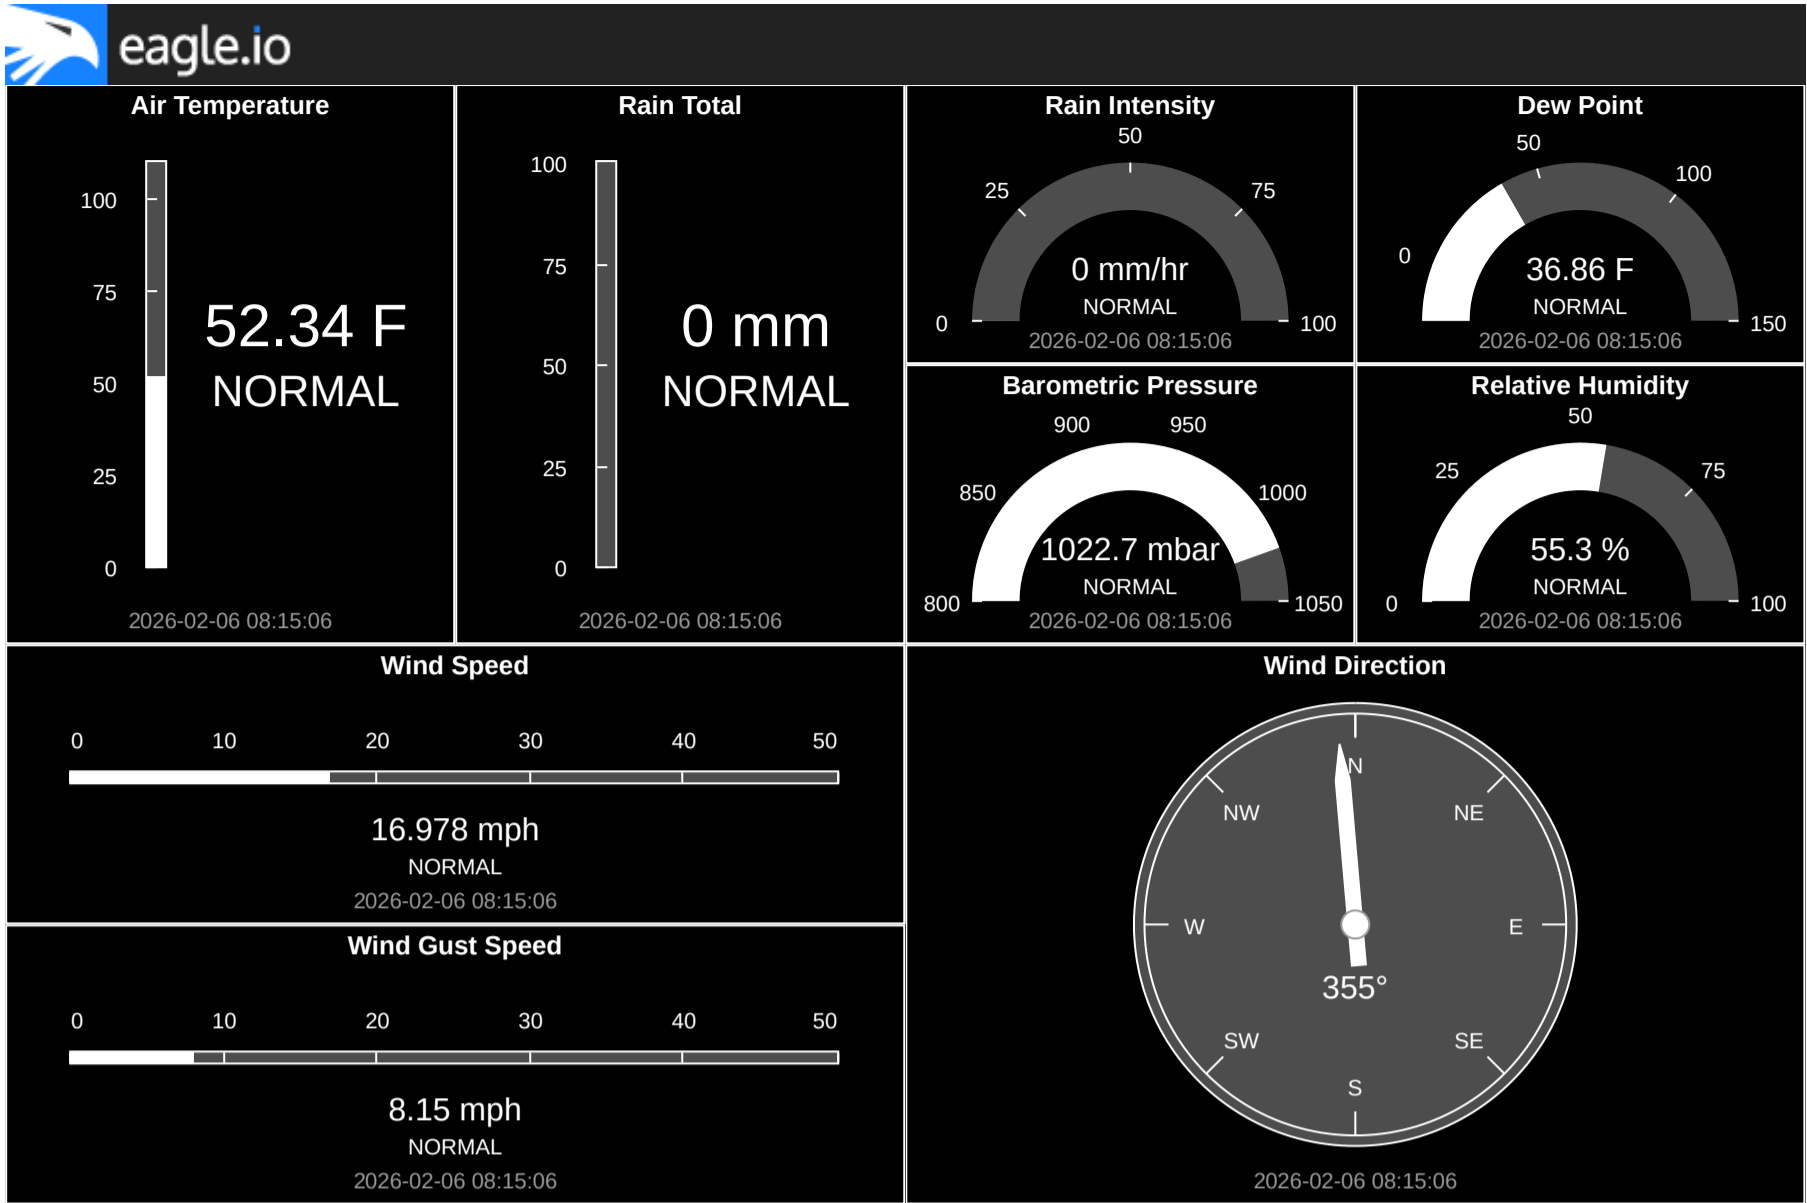 eagle.io
Air Temperature
100
75
50
25
0
52.34 F
NORMAL
2026-02-06 08:15:06
Rain Total
100
75
50
25
0
0 mm
NORMAL
2026-02-06 08:15:06
Rain Intensity
50
25
75
0
100
0 mm/hr
NORMAL
2026-02-06 08:15:06
Dew Point
50
100
0
150
36.86 F
NORMAL
2026-02-06 08:15:06
Barometric Pressure
900
950
850
1000
800
1050
1022.7 mbar
NORMAL
2026-02-06 08:15:06
Relative Humidity
50
25
75
0
100
55.3 %
NORMAL
2026-02-06 08:15:06
Wind Speed
0 10 20 30 40 50
16.978 mph
NORMAL
2026-02-06 08:15:06
Wind Gust Speed
0 10 20 30 40 50
8.15 mph
NORMAL
2026-02-06 08:15:06
Wind Direction
N
NW
NE
W
E
355°
SW
SE
S
2026-02-06 08:15:06